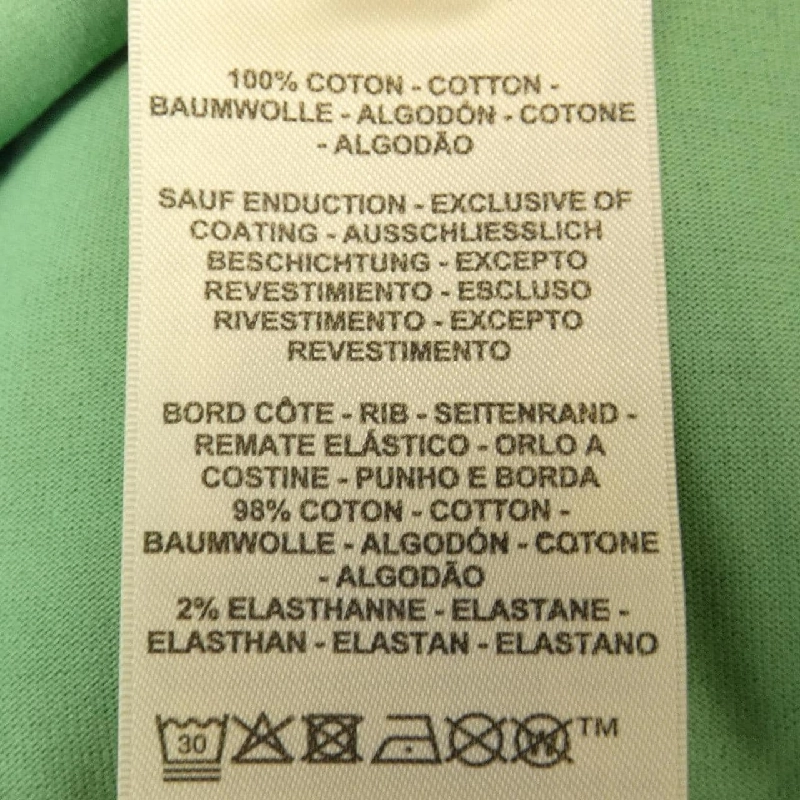 100% COTON - COTTON -
BAUMWOLLE - ALGODÓN - COTONE
- ALGODÃO
SAUF ENDUCTION - EXCLUSIVE OF
COATING - AUSSCHLIESSLICH
BESCHICHTUNG - EXCEPTO
REVESTIMIENTO - ESCLUSO
RIVESTIMENTO - EXCEPTO
REVESTIMENTO
BORD CÔTE - RIB - SEITENRAND -
REMATE ELÁSTICO - ORLO A
COSTINE - PUNHO E BORDA
98% COTON - COTTON -
BAUMWOLLE - ALGODÓN - COTONE
- ALGODÃO
2% ELASTHANNE - ELASTANE -
ELASTHAN - ELASTAN - ELASTANO
30 W ™